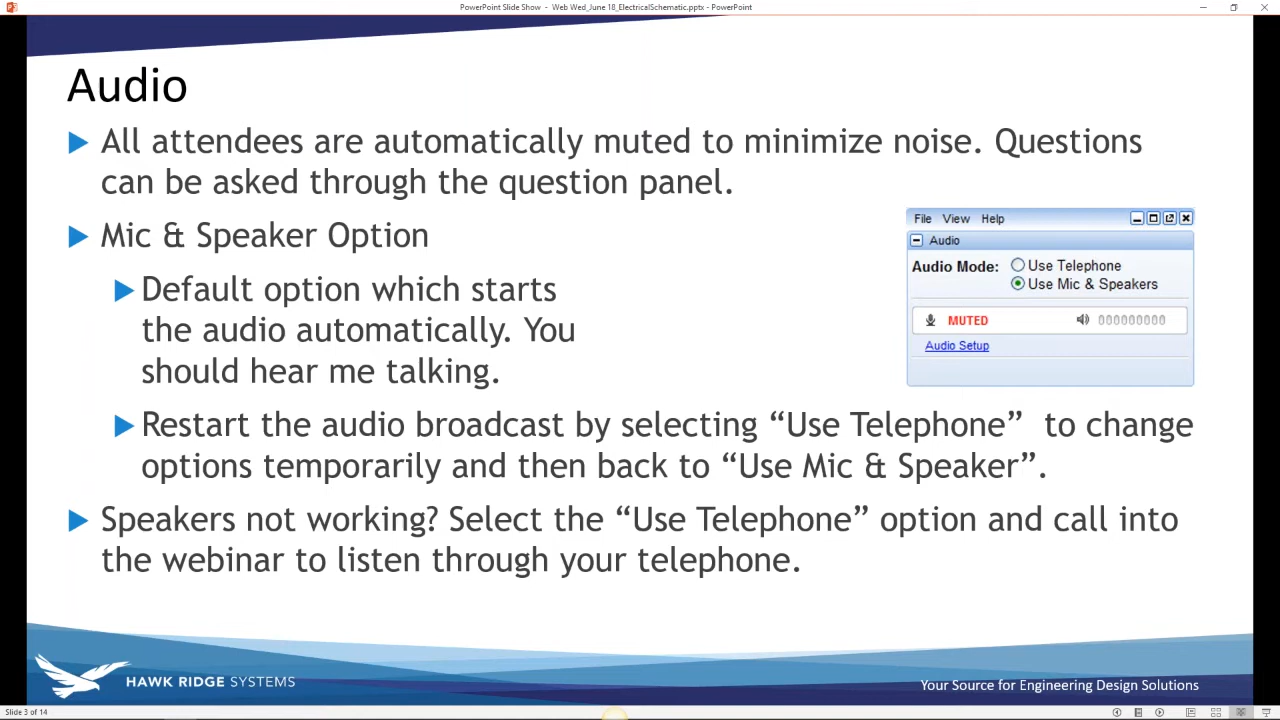 PowerPoint Slide Show - Web Wed_June 18_ElectricalSchematic.pptx - PowerPoint
Audio
All attendees are automatically muted to minimize noise. Questions
can be asked through the question panel.
Mic & Speaker Option
Default option which starts
the audio automatically. You
should hear me talking.
File View Help
Audio
Audio Mode: Use Telephone
Use Mic & Speakers
MUTED 000000000
Audio Setup
Restart the audio broadcast by selecting “Use Telephone” to change
options temporarily and then back to “Use Mic & Speaker”.
Speakers not working? Select the “Use Telephone” option and call into
the webinar to listen through your telephone.
HAWK RIDGE SYSTEMS
Your Source for Engineering Design Solutions
Slide 3 of 14